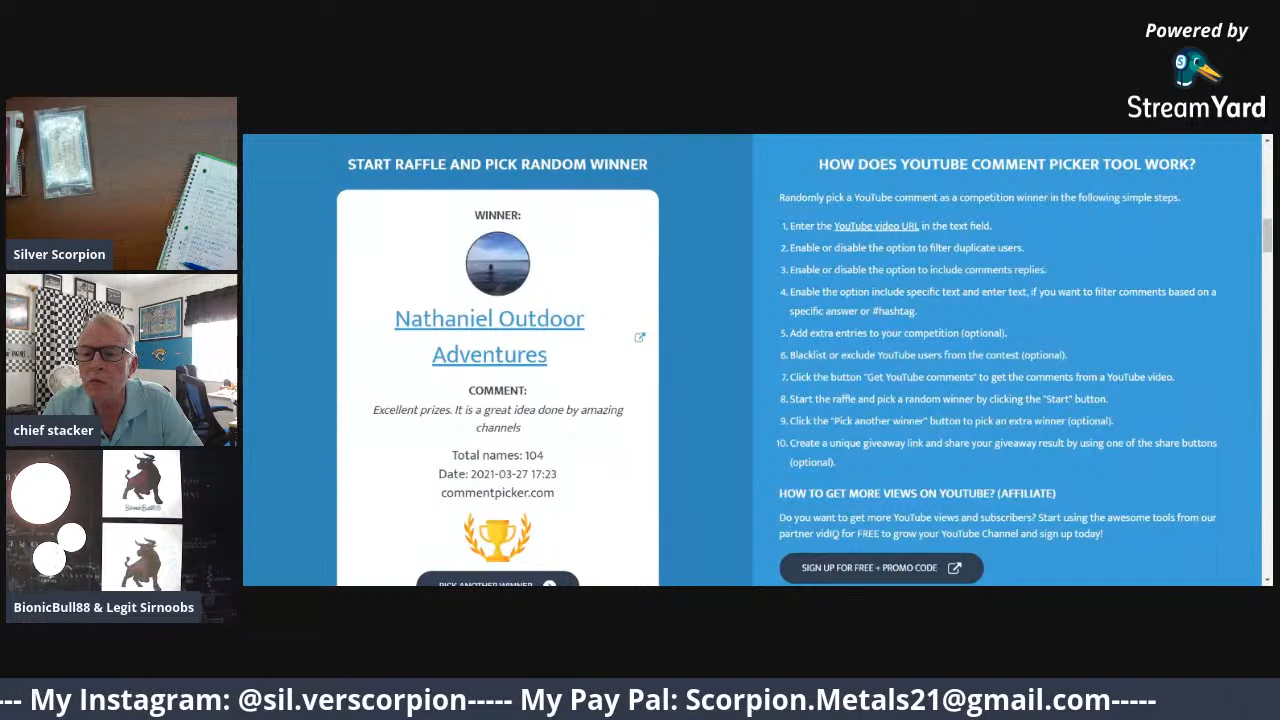 Powered by
StreamYard
Silver Scorpion
chief stacker
BionicBull88
BionicBull88 & Legit Sirnoobs
START RAFFLE AND PICK RANDOM WINNER
WINNER:
Nathaniel Outdoor
Adventures
COMMENT:
Excellent prizes. It is a great idea done by amazing
channels
Total names: 104
Date: 2021-03-27 17:23
commentpicker.com
PICK ANOTHER WINNER
HOW DOES YOUTUBE COMMENT PICKER TOOL WORK?
Randomly pick a YouTube comment as a competition winner in the following simple steps.
1. Enter the YouTube video URL in the text field.
2. Enable or disable the option to filter duplicate users.
3. Enable or disable the option to include comments replies.
4. Enable the option include specific text and enter text, if you want to filter comments based on a
specific answer or #hashtag.
5. Add extra entries to your competition (optional).
6. Blacklist or exclude YouTube users from the contest (optional).
7. Click the button "Get YouTube comments" to get the comments from a YouTube video.
8. Start the raffle and pick a random winner by clicking the "Start" button.
9. Click the "Pick another winner" button to pick an extra winner (optional).
10. Create a unique giveaway link and share your giveaway result by using one of the share buttons
(optional).
HOW TO GET MORE VIEWS ON YOUTUBE? (AFFILIATE)
Do you want to get more YouTube views and subscribers? Start using the awesome tools from our
partner vidIQ for FREE to grow your YouTube Channel and sign up today!
SIGN UP FOR FREE + PROMO CODE
--- My Instagram: @sil.verscorpion----- My Pay Pal: Scorpion.Metals21@gmail.com-----